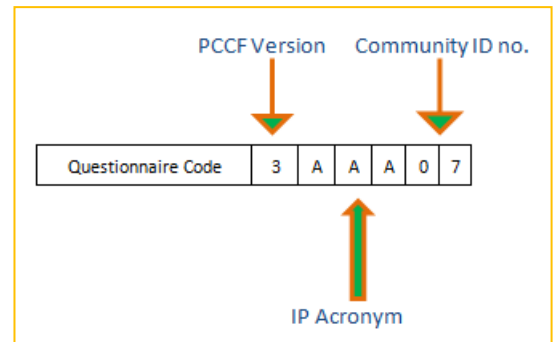 PCCF Version Community ID no.
Questionnaire Code 3 A A A 0 7
IP Acronym